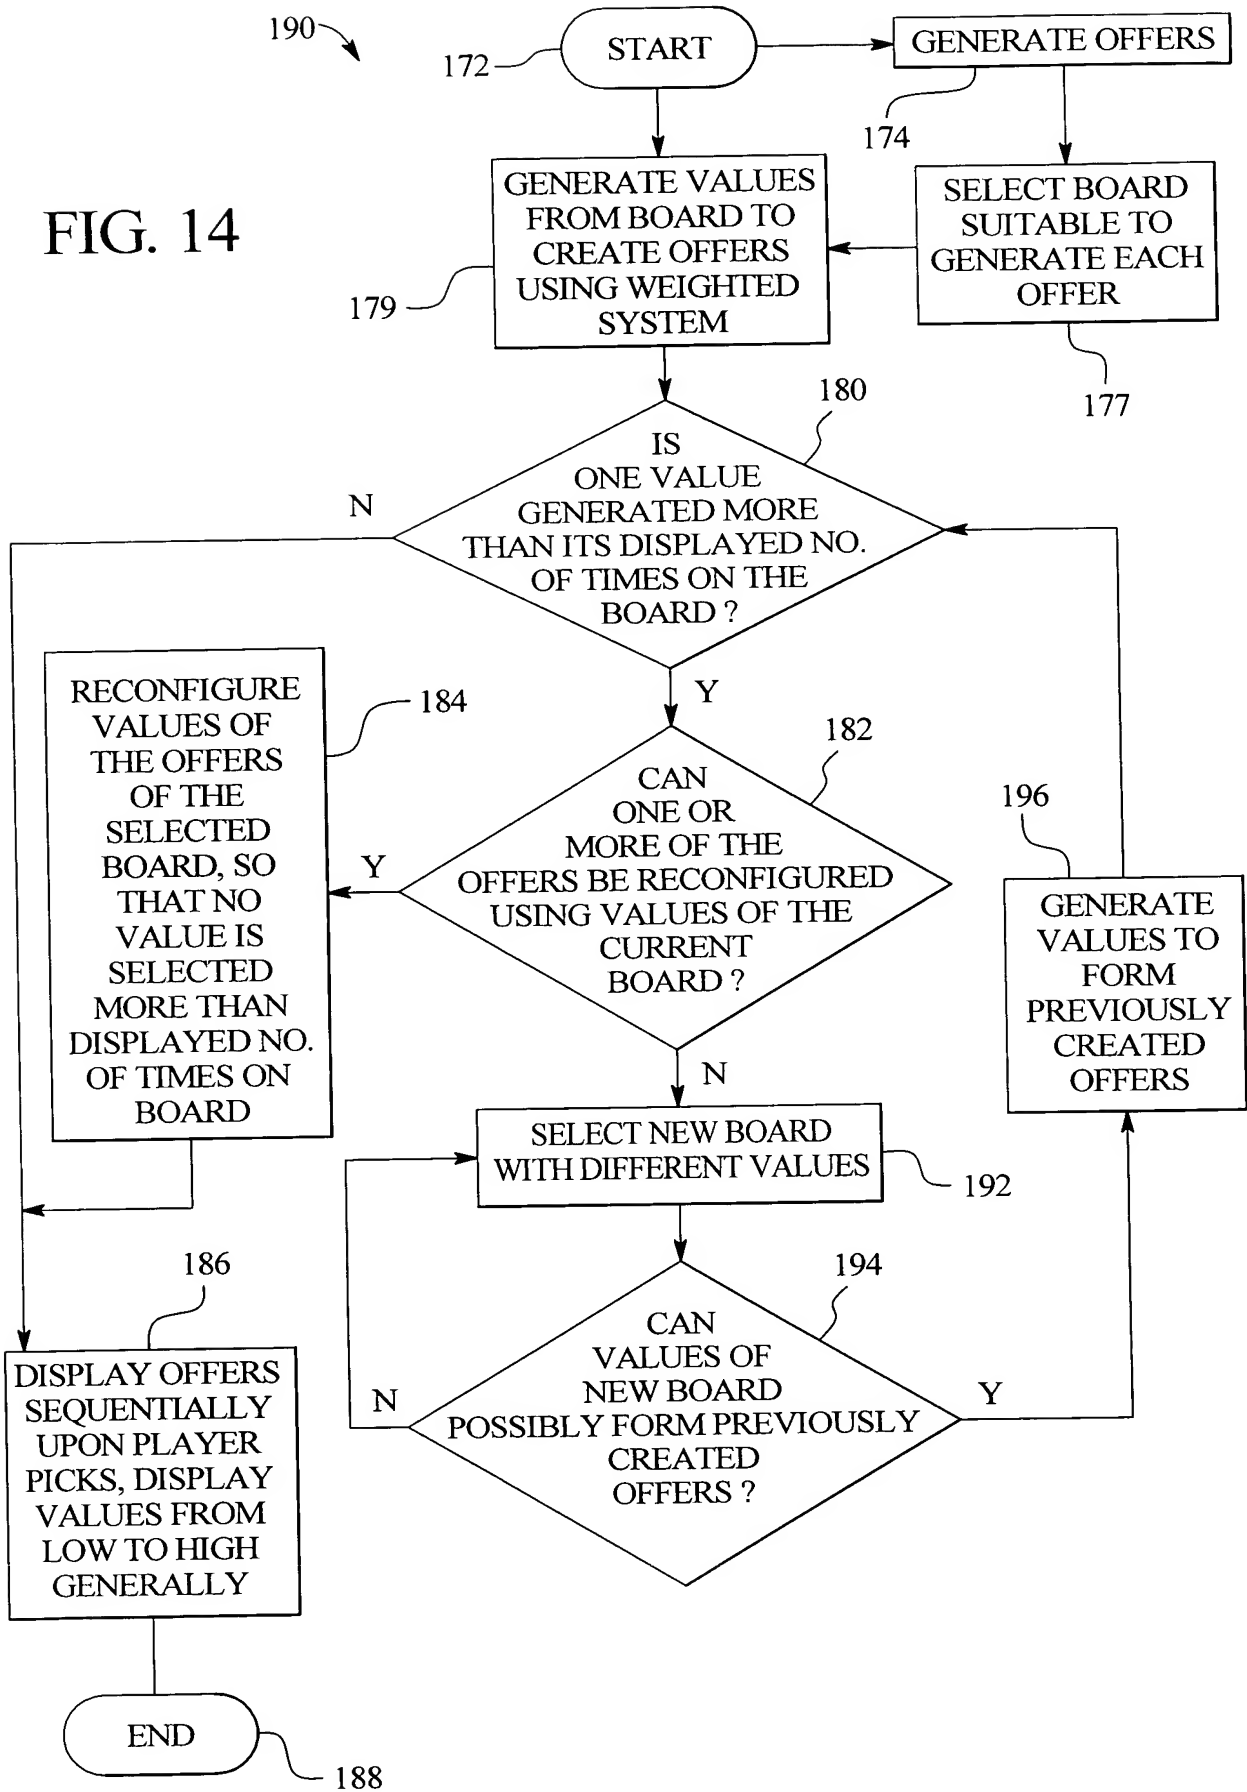 190
172
START
GENERATE OFFERS
174
FIG. 14
GENERATE VALUES
FROM BOARD TO
CREATE OFFERS
USING WEIGHTED
SYSTEM
179
SELECT BOARD
SUITABLE TO
GENERATE EACH
OFFER
177
180
IS
ONE VALUE
GENERATED MORE
THAN ITS DISPLAYED NO.
OF TIMES ON THE
BOARD ?
N
Y
RECONFIGURE
VALUES OF
THE OFFERS
OF THE
SELECTED
BOARD, SO
THAT NO
VALUE IS
SELECTED
MORE THAN
DISPLAYED NO.
OF TIMES ON
BOARD
184
182
CAN
ONE OR
MORE OF THE
OFFERS BE RECONFIGURED
USING VALUES OF THE
CURRENT
BOARD ?
Y
N
196
GENERATE
VALUES TO
FORM
PREVIOUSLY
CREATED
OFFERS
SELECT NEW BOARD
WITH DIFFERENT VALUES
192
194
CAN
VALUES OF
NEW BOARD
POSSIBLY FORM PREVIOUSLY
CREATED
OFFERS ?
N
Y
186
DISPLAY OFFERS
SEQUENTIALLY
UPON PLAYER
PICKS, DISPLAY
VALUES FROM
LOW TO HIGH
GENERALLY
END
188